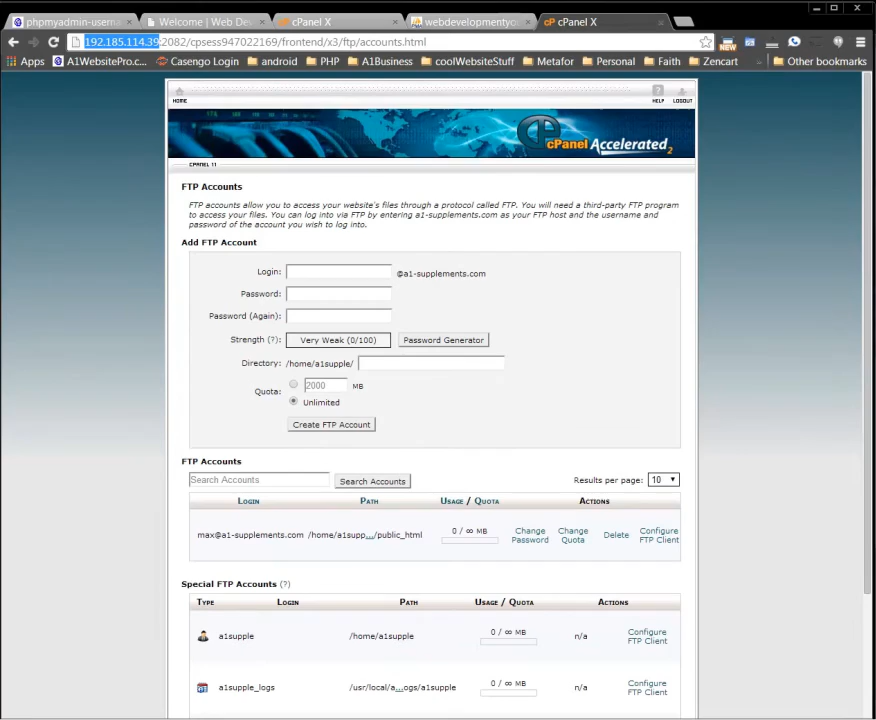 phpmyadmin-userna
Welcome | Web Dev
cPanel X
webdevelopmentyo
cP cPanel X
192.185.114.39:2082/cpsess947022169/frontend/x3/ftp/accounts.html
NEW
Apps A1WebsitePro.c... Casengo Login android PHP A1Business coolWebsiteStuff Metafor Personal Faith Zencart » Other bookmarks
HOME HELP LOGOUT
cPanel Accelerated2
CPANEL 11
FTP Accounts
FTP accounts allow you to access your website's files through a protocol called FTP. You will need a third-party FTP program
to access your files. You can log into via FTP by entering a1-supplements.com as your FTP host and the username and
password of the account you wish to log into.
Add FTP Account
Login: @a1-supplements.com
Password:
Password (Again):
Strength (?): Very Weak (0/100) Password Generator
Directory: /home/a1supple/
Quota: 2000 MB
Unlimited
Create FTP Account
FTP Accounts
Search Accounts Search Accounts Results per page: 10
LOGIN PATH USAGE / QUOTA ACTIONS
max@a1-supplements.com /home/a1supp.../public_html 0 / ∞ MB Change Password Change Quota Delete Configure FTP Client
Special FTP Accounts (?)
TYPE LOGIN PATH USAGE / QUOTA ACTIONS
a1supple /home/a1supple 0 / ∞ MB n/a Configure FTP Client
a1supple_logs /usr/local/a...ogs/a1supple 0 / ∞ MB n/a Configure FTP Client